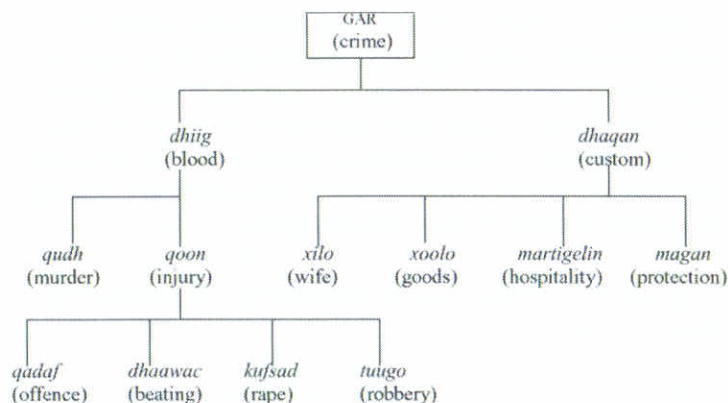 GAR
(crime)
dhiig
(blood)
dhaqan
(custom)
qudh
(murder)
qoon
(injury)
xilo
(wife)
xoolo
(goods)
martigelin
(hospitality)
magan
(protection)
qadaf
(offence)
dhaawac
(beating)
kufsad
(rape)
tuugo
(robbery)